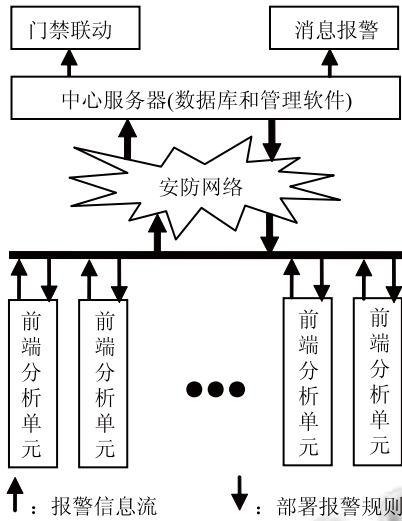 门禁联动
消息报警
中心服务器(数据库和管理软件)
安防网络
前端分析单元
前端分析单元
前端分析单元
前端分析单元
：报警信息流
：部署报警规则